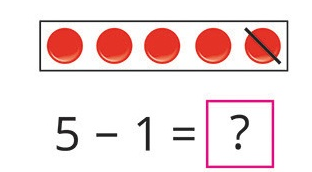 5 − 1 = ?